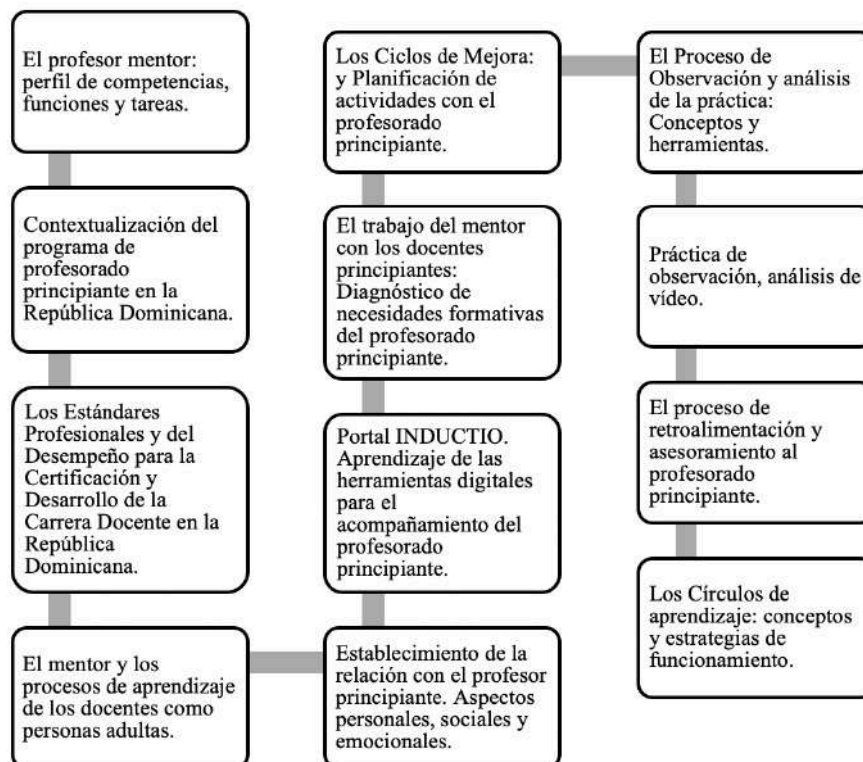 El profesor mentor:
perfil de competencias,
funciones y tareas.
Contextualización del
programa de
profesorado
principiante en la
República Dominicana.
Los Estándares
Profesionales y del
Desempeño para la
Certificación y
Desarrollo de la
Carrera Docente en la
República
Dominicana.
El mentor y los
procesos de aprendizaje
de los docentes como
personas adultas.
Establecimiento de la
relación con el profesor
principiante. Aspectos
personales, sociales y
emocionales.
Portal INDUCTIO.
Aprendizaje de las
herramientas digitales
para el
acompañamiento del
profesorado
principiante.
El trabajo del mentor
con los docentes
principiantes:
Diagnóstico de
necesidades formativas
del profesorado
principiante.
Los Ciclos de Mejora:
y Planificación de
actividades con el
profesorado
principiante.
El Proceso de
Observación y análisis
de la práctica:
Conceptos y
herramientas.
Práctica de
observación, análisis de
vídeo.
El proceso de
retroalimentación y
asesoramiento al
profesorado
principiante.
Los Círculos de
aprendizaje: conceptos
y estrategias de
funcionamiento.